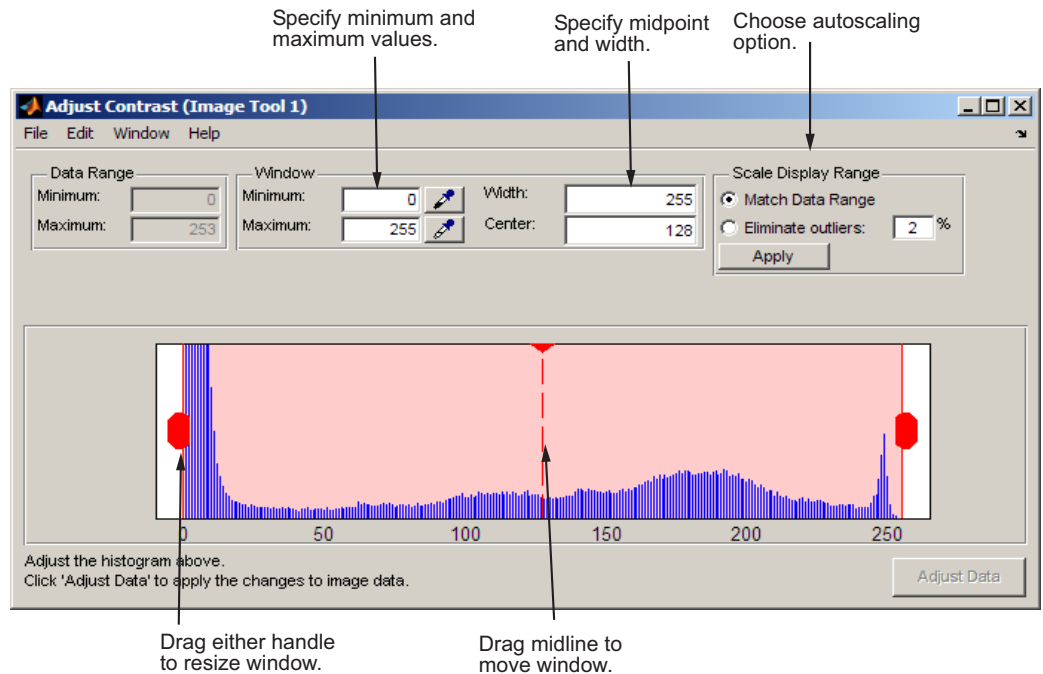 Specify minimum and
maximum values.
Specify midpoint
and width.
Choose autoscaling
option.
Adjust Contrast (Image Tool 1)
File Edit Window Help
Data Range
Minimum: 0
Maximum: 253
Window
Minimum: 0
Maximum: 255
Width: 255
Center: 128
Scale Display Range
Match Data Range
Eliminate outliers: 2 %
Apply
0 50 100 150 200 250
Adjust the histogram above.
Click 'Adjust Data' to apply the changes to image data.
Adjust Data
Drag either handle
to resize window.
Drag midline to
move window.